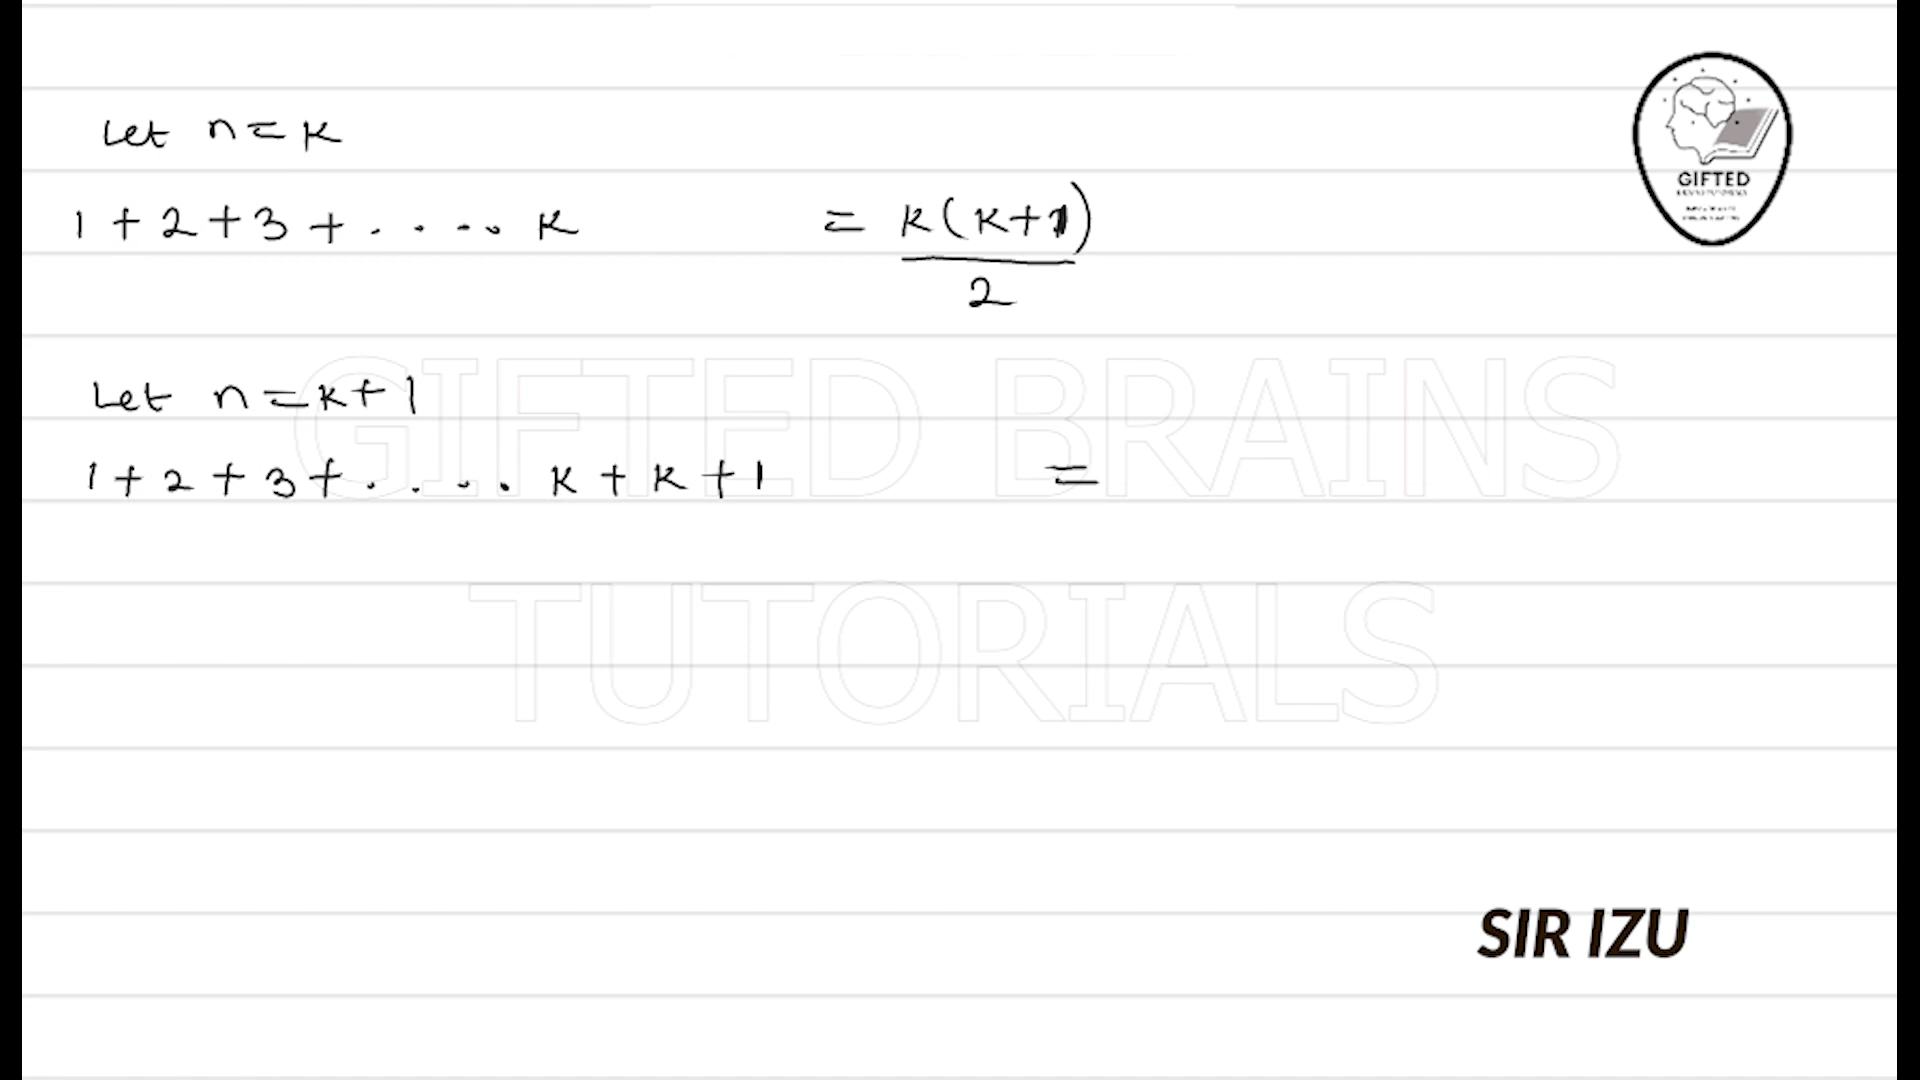 Let n = k
1 + 2 + 3 + . . . . . k = k(k+1)
2
GIFTED
Let n = k+1
1 + 2 + 3 + . . . . . k + k + 1 =
GIFTED BRAINS
TUTORIALS
SIR IZU